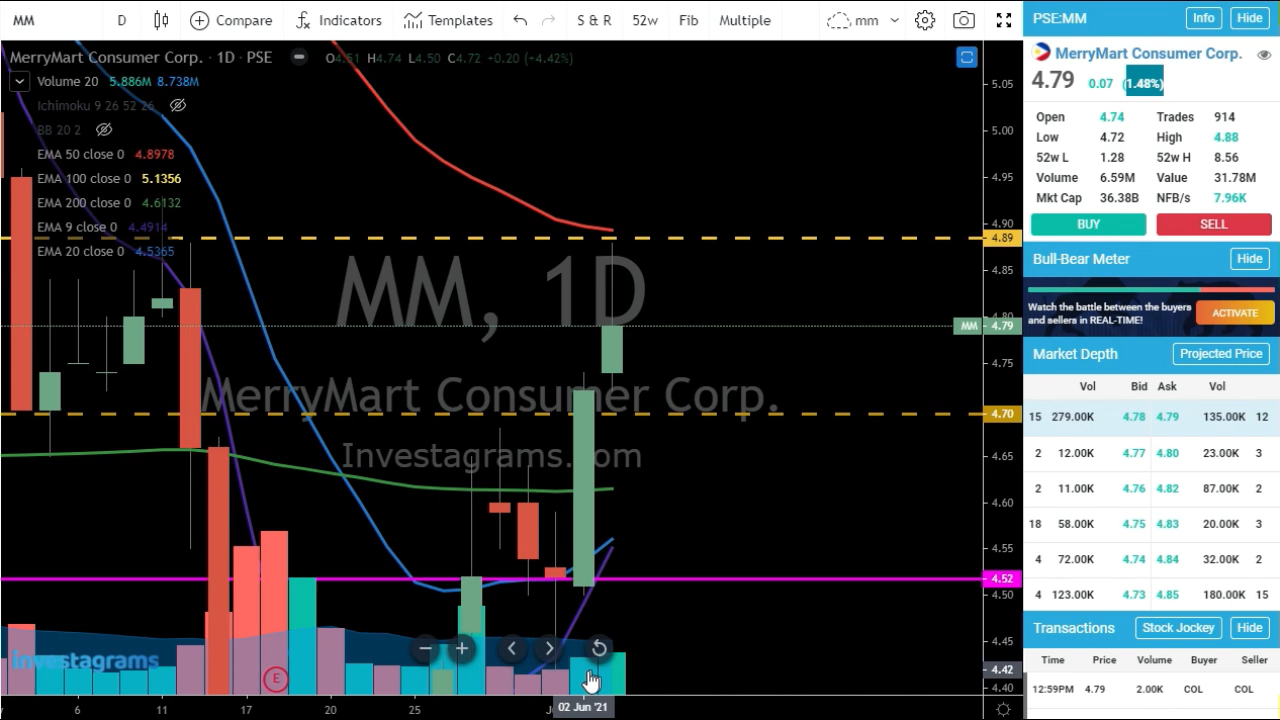 MM D Compare Indicators Templates S & R 52w Fib Multiple mm
MerryMart Consumer Corp. · 1D · PSE O4.51 H4.74 L4.50 C4.72 +0.20 (+4.42%)
Volume 20 5.886M 8.738M
Ichimoku 9 26 52 26
BB 20 2
EMA 50 close 0 4.8978
EMA 100 close 0 5.1356
EMA 200 close 0 4.6132
EMA 9 close 0 4.4914
EMA 20 close 0 4.5365
MM, 1D
MerryMart Consumer Corp.
Investagrams.com
Investagrams
E
5.05
5.00
4.95
4.90
4.89
4.85
4.80
MM 4.79
4.75
4.70
4.65
4.60
4.55
4.52
4.50
4.45
4.42
4.40
6 11 17 20 25 02 Jun '21
PSE:MM Info Hide
MerryMart Consumer Corp.
4.79 0.07 (1.48%)
Open 4.74 Trades 914
Low 4.72 High 4.88
52w L 1.28 52w H 8.56
Volume 6.59M Value 31.78M
Mkt Cap 36.38B NFB/s 7.96K
BUY SELL
Bull-Bear Meter Hide
Watch the battle between the buyers
and sellers in REAL-TIME!
ACTIVATE
Market Depth Projected Price
Vol Bid Ask Vol
15 279.00K 4.78 4.79 135.00K 12
2 12.00K 4.77 4.80 23.00K 3
2 11.00K 4.76 4.82 87.00K 2
18 58.00K 4.75 4.83 20.00K 3
4 72.00K 4.74 4.84 32.00K 2
4 123.00K 4.73 4.85 180.00K 15
Transactions Stock Jockey Hide
Time Price Volume Buyer Seller
12:59PM 4.79 2.00K COL COL